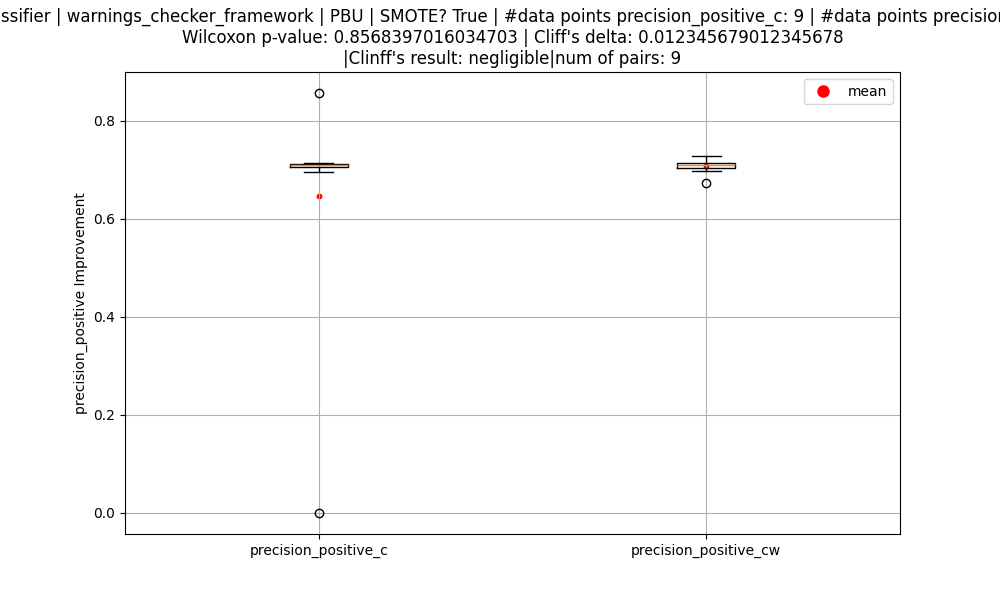 ssifier | warnings_checker_framework | PBU | SMOTE? True | #data points precision_positive_c: 9 | #data points precision
Wilcoxon p-value: 0.8568397016034703 | Cliff's delta: 0.012345679012345678
|Clinff's result: negligible|num of pairs: 9
mean
0.8
0.6
0.4
0.2
0.0
precision_positive Improvement
precision_positive_c
precision_positive_cw